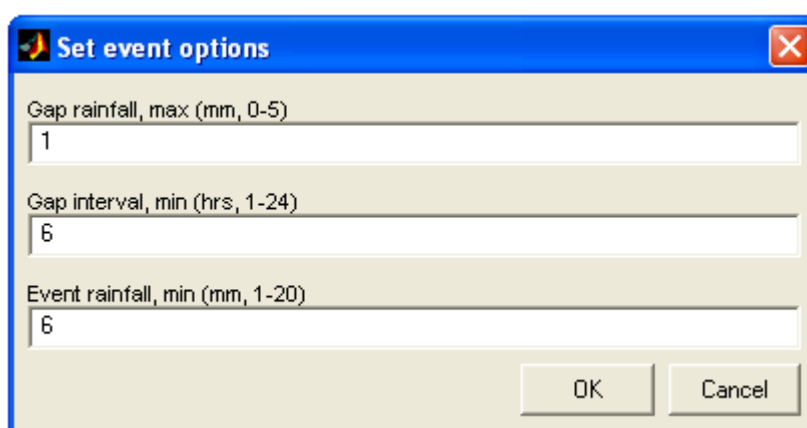 Set event options
Gap rainfall, max (mm, 0-5)
1
Gap interval, min (hrs, 1-24)
6
Event rainfall, min (mm, 1-20)
6
OK Cancel